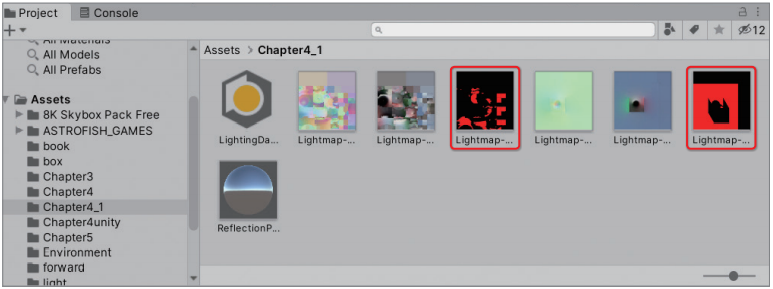 Project
Console
12
All Materials
All Models
All Prefabs
Assets
8K Skybox Pack Free
ASTROFISH_GAMES
book
box
Chapter3
Chapter4
Chapter4_1
Chapter4unity
Chapter5
Environment
forward
light
Assets > Chapter4_1
LightingDa...
Lightmap-...
Lightmap-...
Lightmap-...
Lightmap-...
Lightmap-...
Lightmap-...
ReflectionP...